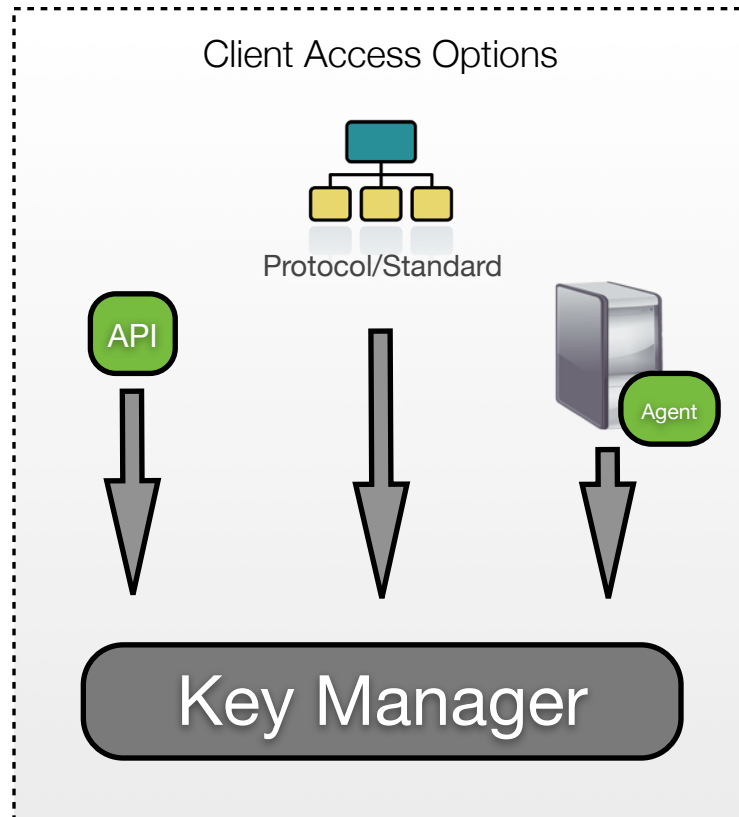 Client Access Options
Protocol/Standard
API
Agent
Key Manager